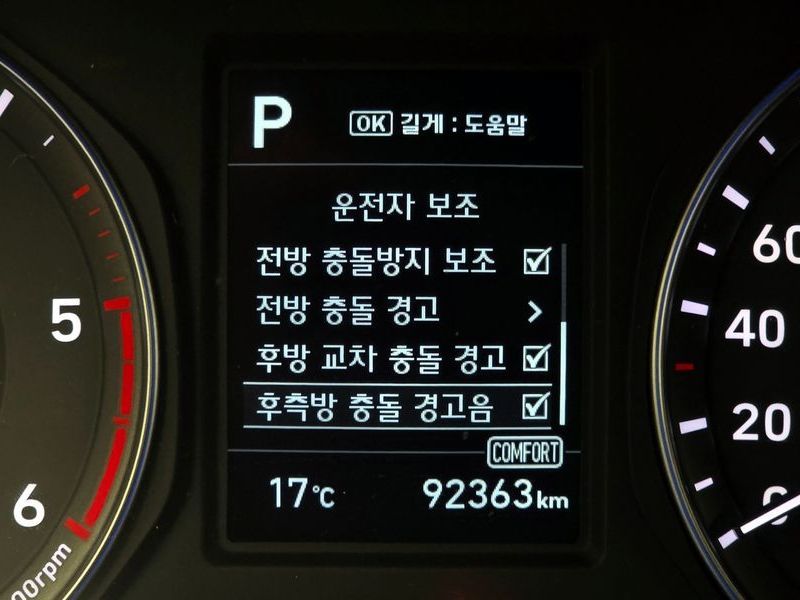 P
OK 길게 : 도움말
운전자 보조
전방 충돌방지 보조
전방 충돌 경고
후방 교차 충돌 경고
후측방 충돌 경고음
COMFORT
17°C 92363km
5
6
60
40
20
0